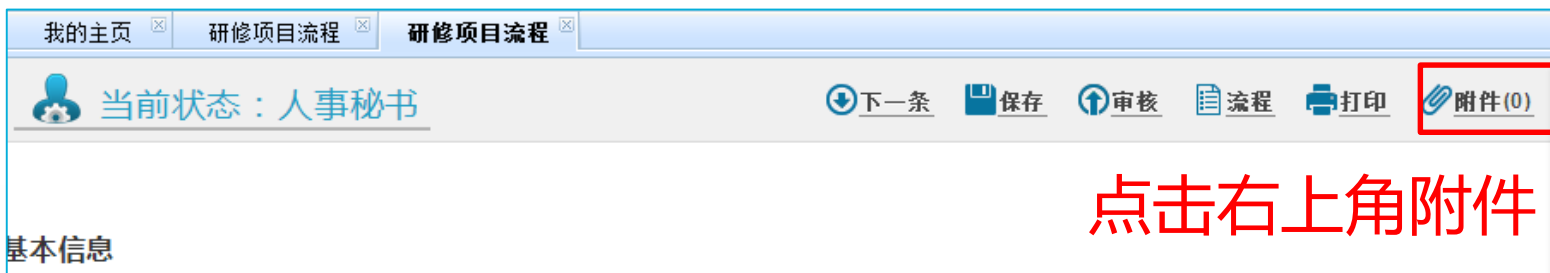 我的主页 研修项目流程 研修项目流程
当前状态：人事秘书 下一条 保存 审核 流程 打印 附件(0)
点击右上角附件
基本信息